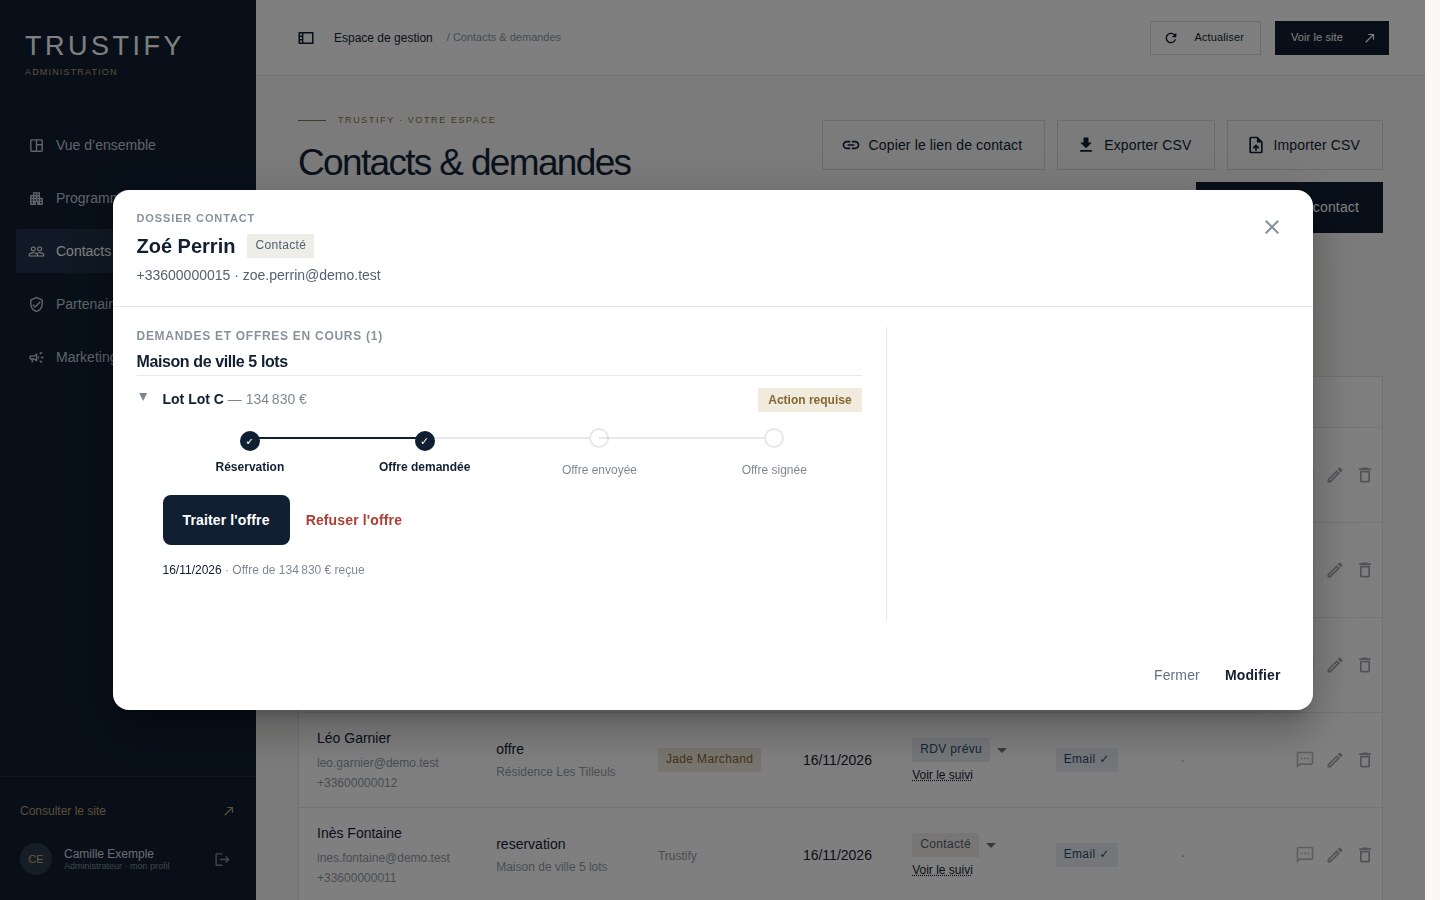 TRUSTIFY
ADMINISTRATION
Vue d'ensemble
Contacts
Marketing
Consulter le site
CE
Camille Exemple
Administrateur · mon profil
Espace de gestion / Contacts & demandes
Actualiser
Voir le site
TRUSTIFY · VOTRE ESPACE
Contacts & demandes
Copier le lien de contact
Exporter CSV
Importer CSV
contact
DOSSIER CONTACT
Zoé Perrin Contacté
+33600000015 · zoe.perrin@demo.test
DEMANDES ET OFFRES EN COURS (1)
Maison de ville 5 lots
▼ Lot Lot C — 134 830 € Action requise
✓ ✓
Réservation Offre demandée Offre envoyée Offre signée
Traiter l'offre Refuser l'offre
16/11/2026 · Offre de 134 830 € reçue
Fermer Modifier
Léo Garnier
leo.garnier@demo.test
+33600000012
offre
Résidence Les Tilleuls
Jade Marchand
16/11/2026
RDV prévu
Voir le suivi
Email ✓
·
Inès Fontaine
ines.fontaine@demo.test
+33600000011
reservation
Maison de ville 5 lots
Trustify
16/11/2026
Contacté
Voir le suivi
Email ✓
·